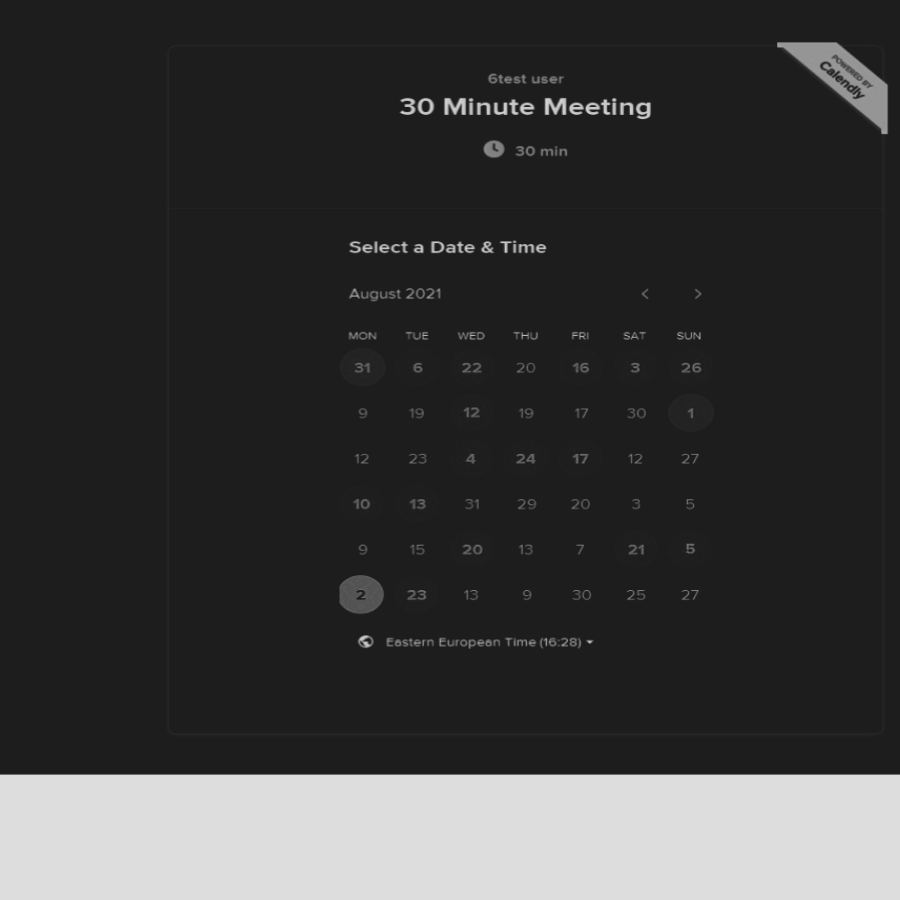 6test user
30 Minute Meeting
30 min
POWERED BY
Calendly
Select a Date & Time
August 2021
MON TUE WED THU FRI SAT SUN
31 6 22 20 16 3 26
9 19 12 19 17 30 1
12 23 4 24 17 12 27
10 13 31 29 20 3 5
9 15 20 13 7 21 5
2 23 13 9 30 25 27
Eastern European Time (16:28)